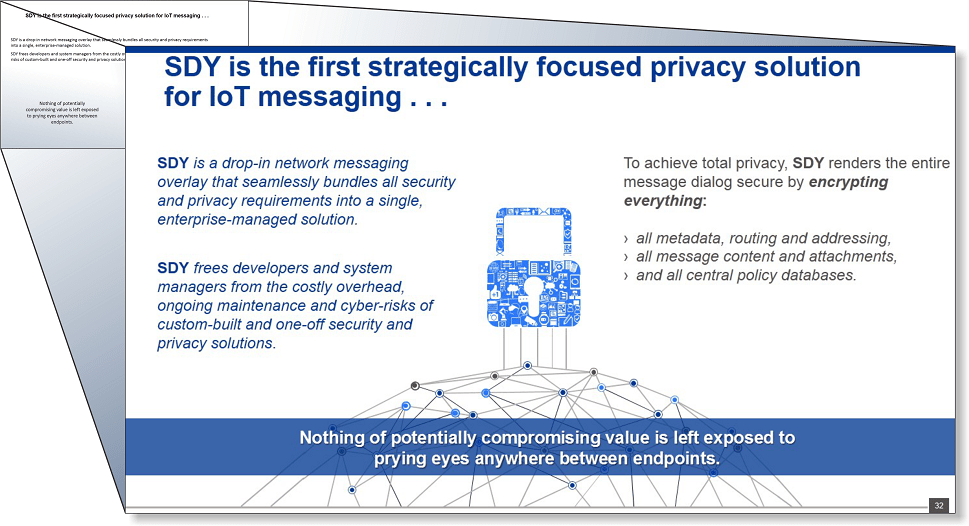 SDY is the first strategically focused privacy solution for IoT messaging . . .
SDY is a drop-in network messaging overlay that seamlessly bundles all security and privacy requirements
into a single, enterprise-managed solution.
SDY frees developers and system managers from the costly
risks of custom-built and one-off security and privacy
Nothing of potentially
compromising value is left exposed
to prying eyes anywhere between
endpoints.
SDY is the first strategically focused privacy solution
for IoT messaging . . .
SDY is a drop-in network messaging
overlay that seamlessly bundles all security
and privacy requirements into a single,
enterprise-managed solution.
SDY frees developers and system
managers from the costly overhead,
ongoing maintenance and cyber-risks of
custom-built and one-off security and
privacy solutions.
To achieve total privacy, SDY renders the entire
message dialog secure by encrypting
everything:
› all metadata, routing and addressing,
› all message content and attachments,
› and all central policy databases.
Nothing of potentially compromising value is left exposed to
prying eyes anywhere between endpoints.
32